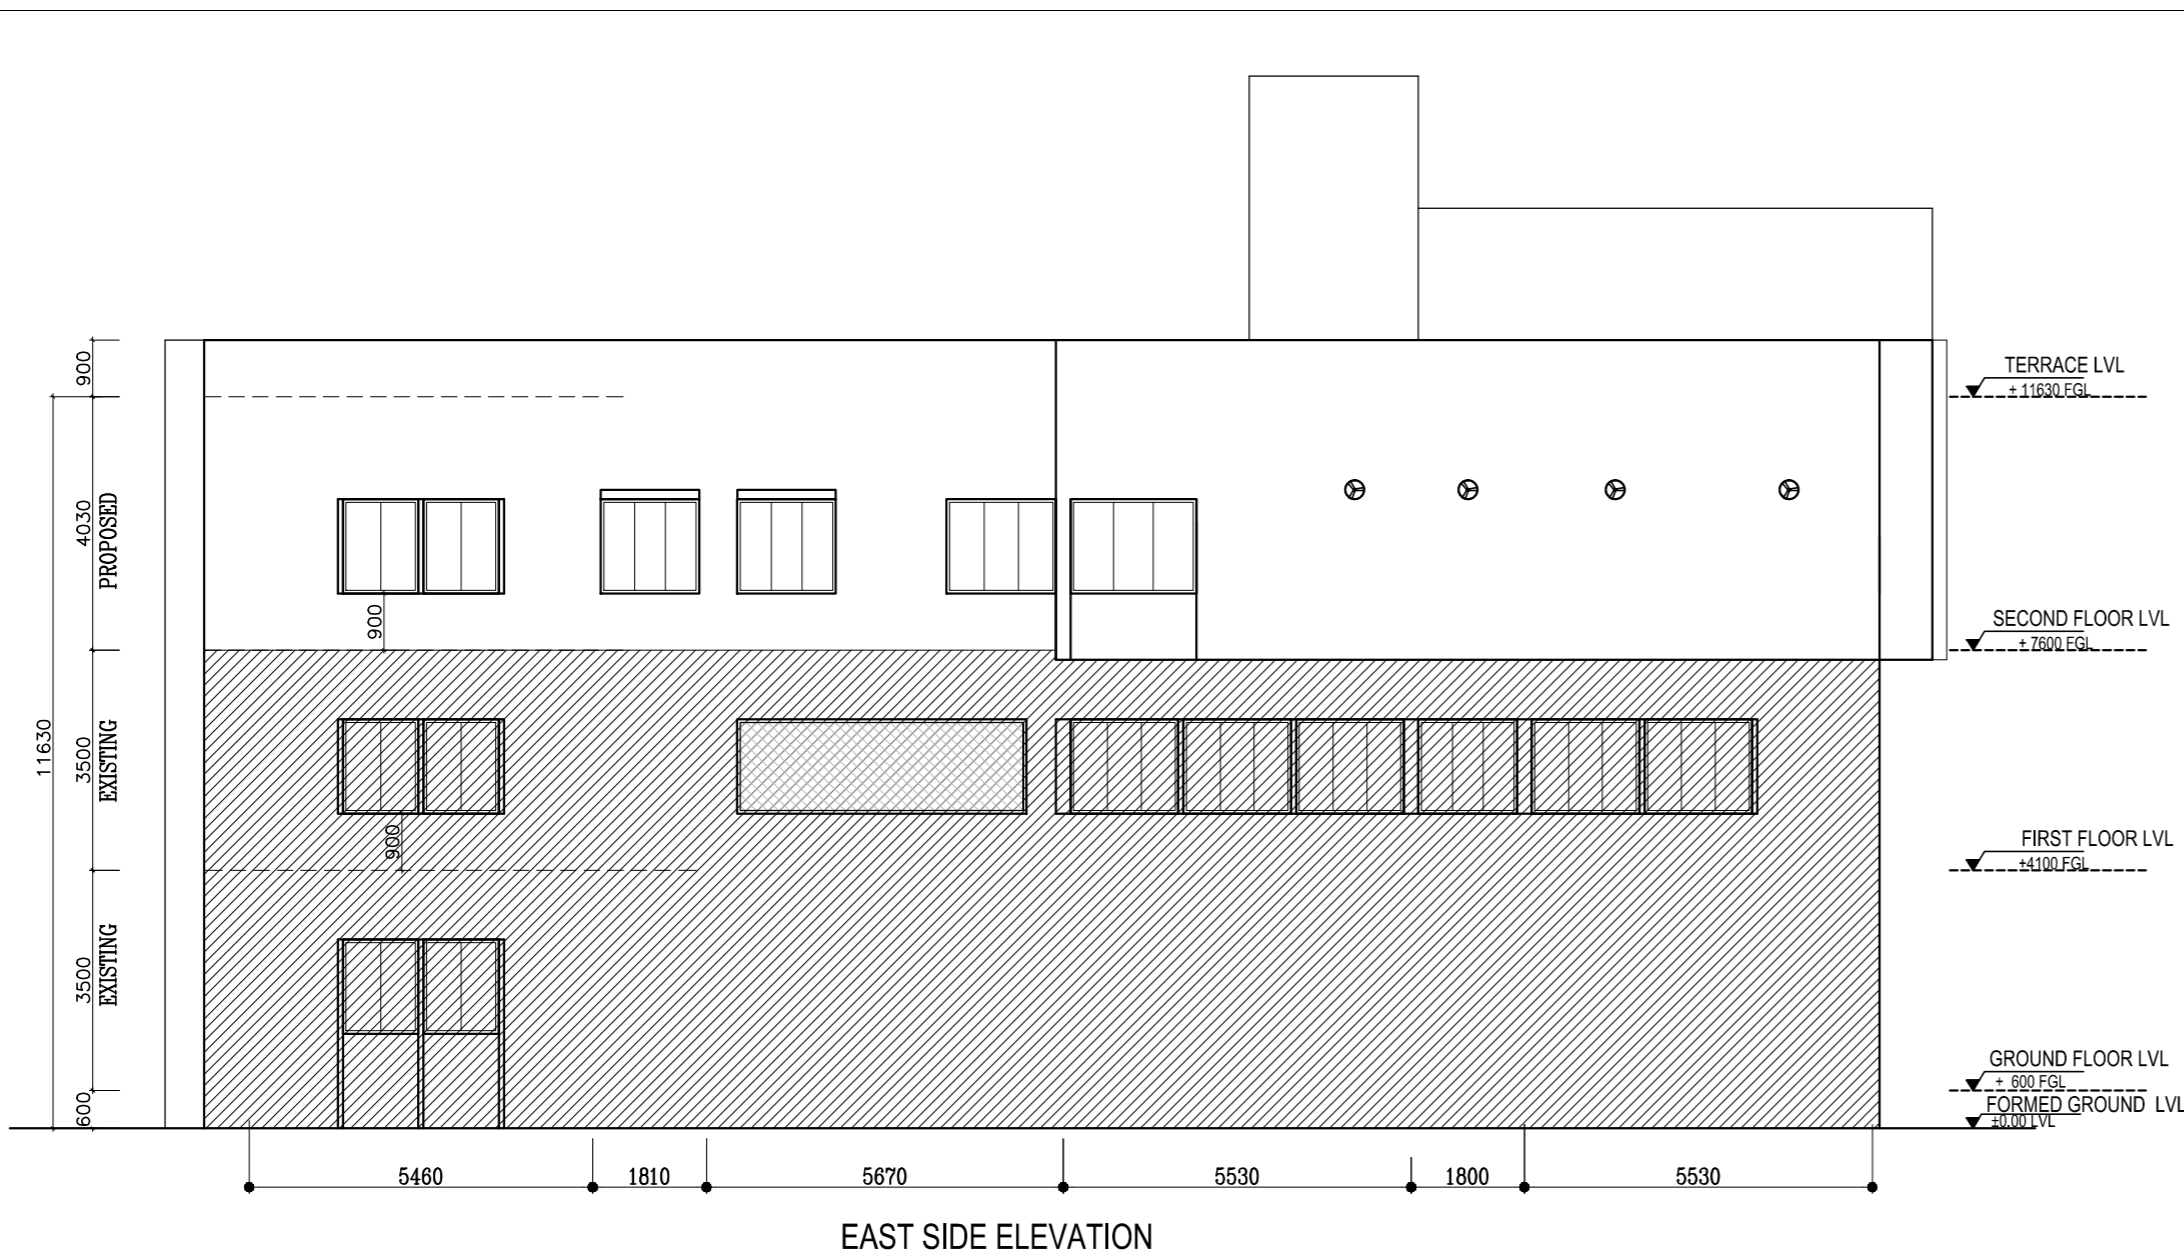 900
TERRACE LVL
+ 11630 FGL
4030
PROPOSED
900
SECOND FLOOR LVL
+ 7600 FGL
11630
3500
EXISTING
900
FIRST FLOOR LVL
+4100 FGL
3500
EXISTING
GROUND FLOOR LVL
+ 600 FGL
600
FORMED GROUND LVL
±0.00 LVL
5460 1810 5670 5530 1800 5530
EAST SIDE ELEVATION